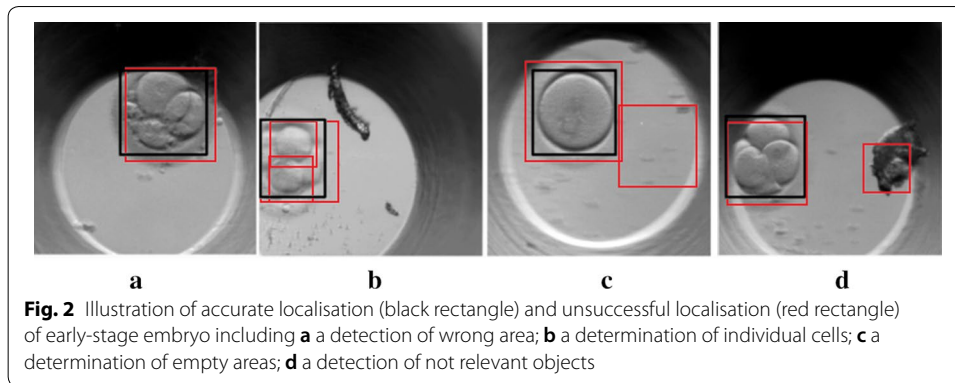 a b c d
Fig. 2 Illustration of accurate localisation (black rectangle) and unsuccessful localisation (red rectangle)
of early-stage embryo including a a detection of wrong area; b a determination of individual cells; c a
determination of empty areas; d a detection of not relevant objects